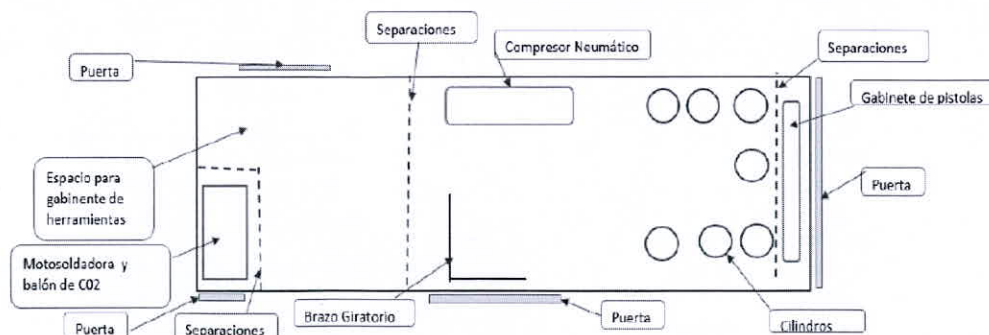 Separaciones
Compresor Neumático
Separaciones
Puerta
Gabinete de pistolas
Espacio para
gabinente de
herramientas
Puerta
Motosoldadora y
balón de C02
Puerta
Separaciones
Brazo Giratorio
Puerta
Cilindros